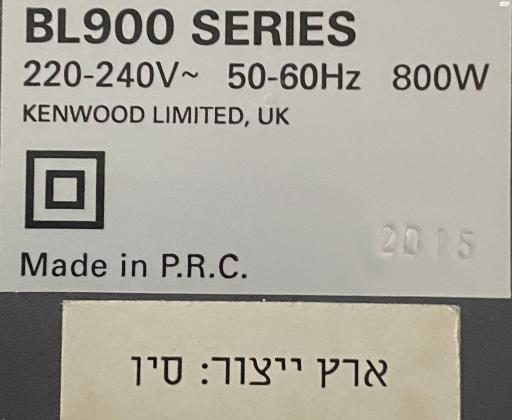 BL900 SERIES
220-240V~ 50-60Hz 800W
KENWOOD LIMITED, UK
2015
Made in P.R.C.
ארץ ייצור: סין